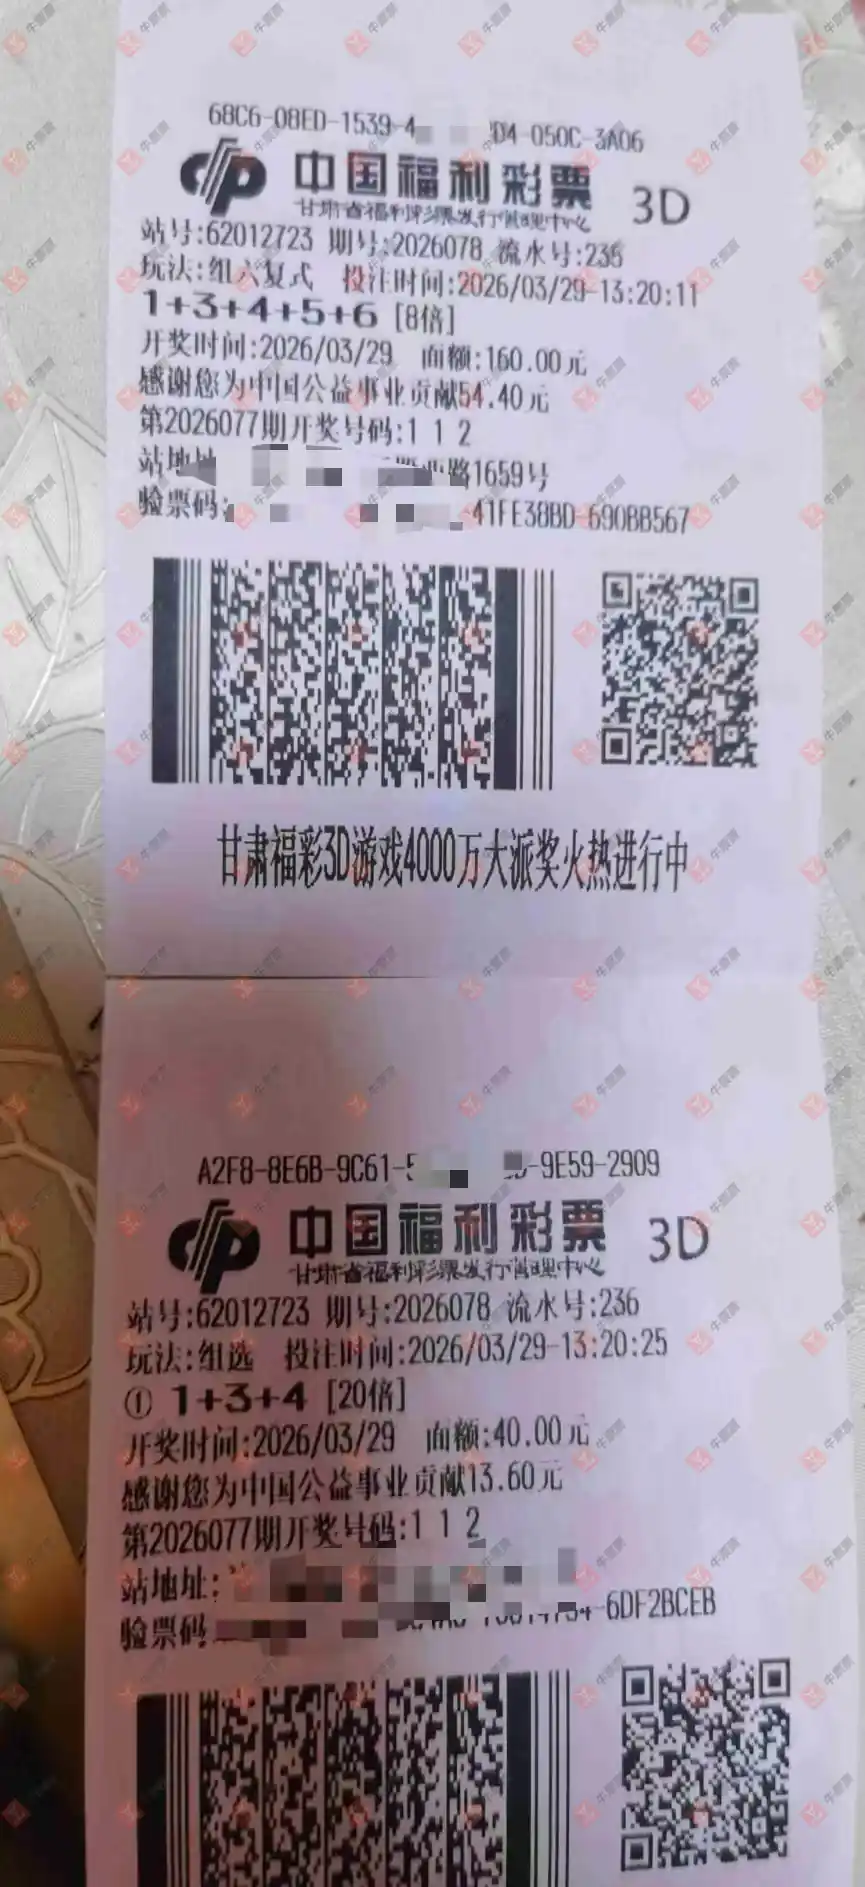 68C6-08ED-1539-4 D4-050C-3A06
中国福利彩票 3D
甘肃省福利彩票发行管理中心
站号:62012723 期号:2026078 流水号:236
玩法:组六复式 投注时间:2026/03/29-13:20:11
1+3+4+5+6 [8倍]
开奖时间:2026/03/29 面额:160.00元
感谢您为中国公益事业贡献54.40元
第2026077期开奖号码:1 1 2
站地址 路1659号
验票码: 41FE38BD-690BB567
甘肃福彩3D游戏4000万大派奖火热进行中
A2F8-8E6B-9C61-5 -9E59-2909
中国福利彩票 3D
甘肃省福利彩票发行管理中心
站号:62012723 期号:2026078 流水号:236
玩法:组选 投注时间:2026/03/29-13:20:25
① 1+3+4 [20倍]
开奖时间:2026/03/29 面额:40.00元
感谢您为中国公益事业贡献13.60元
第2026077期开奖号码:1 1 2
站地址:
验票码 -6DF2BCEB